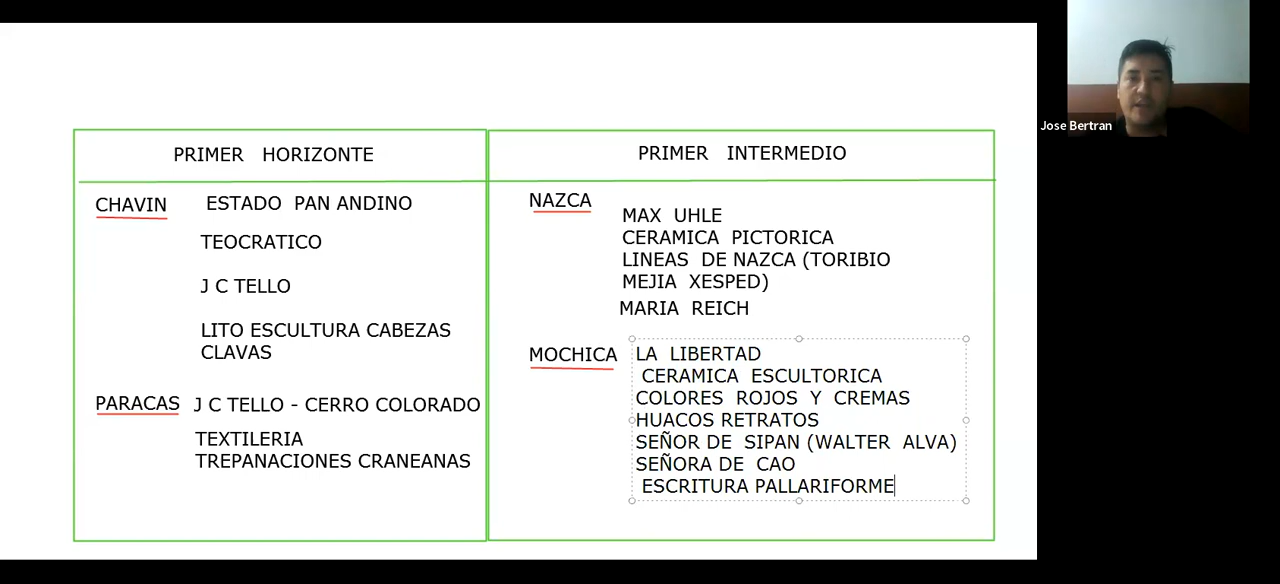 PRIMER HORIZONTE
CHAVIN ESTADO PAN ANDINO
TEOCRATICO
J C TELLO
LITO ESCULTURA CABEZAS
CLAVAS
PARACAS J C TELLO - CERRO COLORADO
TEXTILERIA
TREPANACIONES CRANEANAS
PRIMER INTERMEDIO
NAZCA
MAX UHLE
CERAMICA PICTORICA
LINEAS DE NAZCA (TORIBIO
MEJIA XESPED)
MARIA REICH
MOCHICA LA LIBERTAD
CERAMICA ESCULTORICA
COLORES ROJOS Y CREMAS
HUACOS RETRATOS
SEÑOR DE SIPAN (WALTER ALVA)
SEÑORA DE CAO
ESCRITURA PALLARIFORME
Jose Bertran